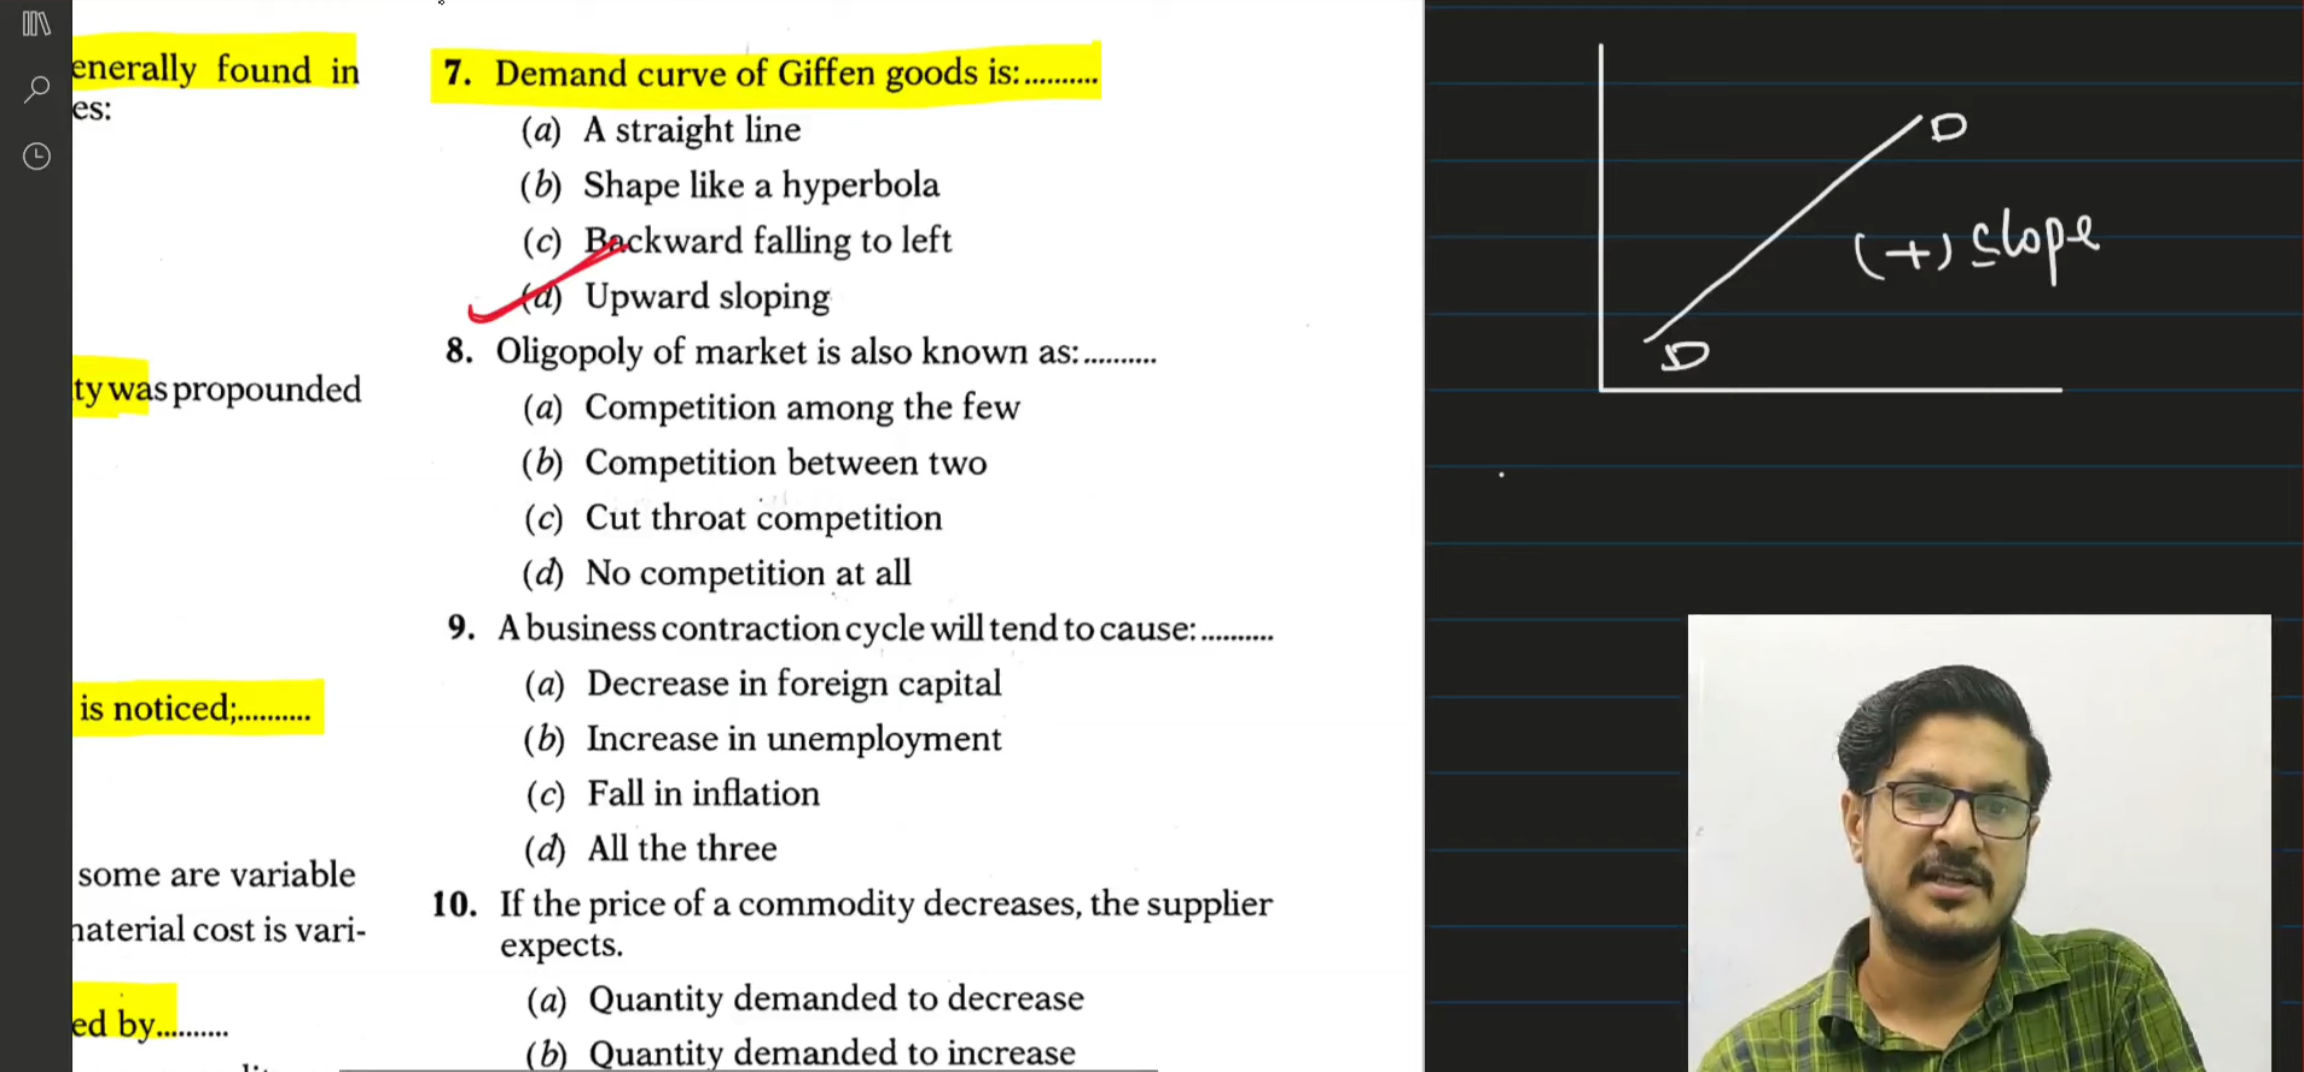 enerally found in
es:
ty was propounded
is noticed;..........
some are variable
material cost is vari-
ed by..........
7. Demand curve of Giffen goods is:..........
(a) A straight line
(b) Shape like a hyperbola
(c) Backward falling to left
(d) Upward sloping
8. Oligopoly of market is also known as:..........
(a) Competition among the few
(b) Competition between two
(c) Cut throat competition
(d) No competition at all
9. A business contraction cycle will tend to cause:..........
(a) Decrease in foreign capital
(b) Increase in unemployment
(c) Fall in inflation
(d) All the three
10. If the price of a commodity decreases, the supplier
expects.
(a) Quantity demanded to decrease
(b) Quantity demanded to increase
D
(+) slope
D